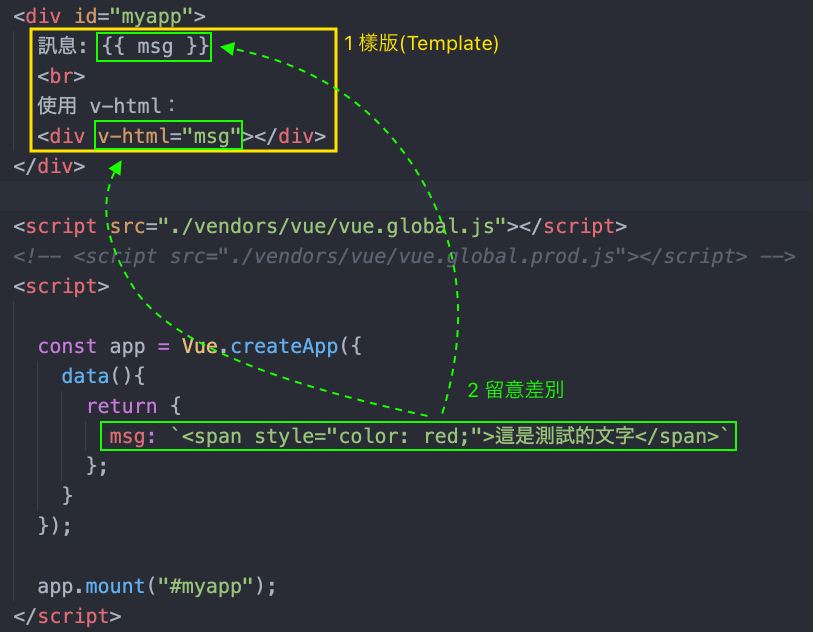 <div id="myapp">
訊息: {{ msg }}
1 樣版(Template)
<br>
使用 v-html：
<div v-html="msg"></div>
</div>
<script src="./vendors/vue/vue.global.js"></script>
<!-- <script src="./vendors/vue/vue.global.prod.js"></script> -->
<script>
const app = Vue.createApp({
data(){
2 留意差別
return {
msg: `<span style="color: red;">這是測試的文字</span>`
};
}
});
app.mount("#myapp");
</script>